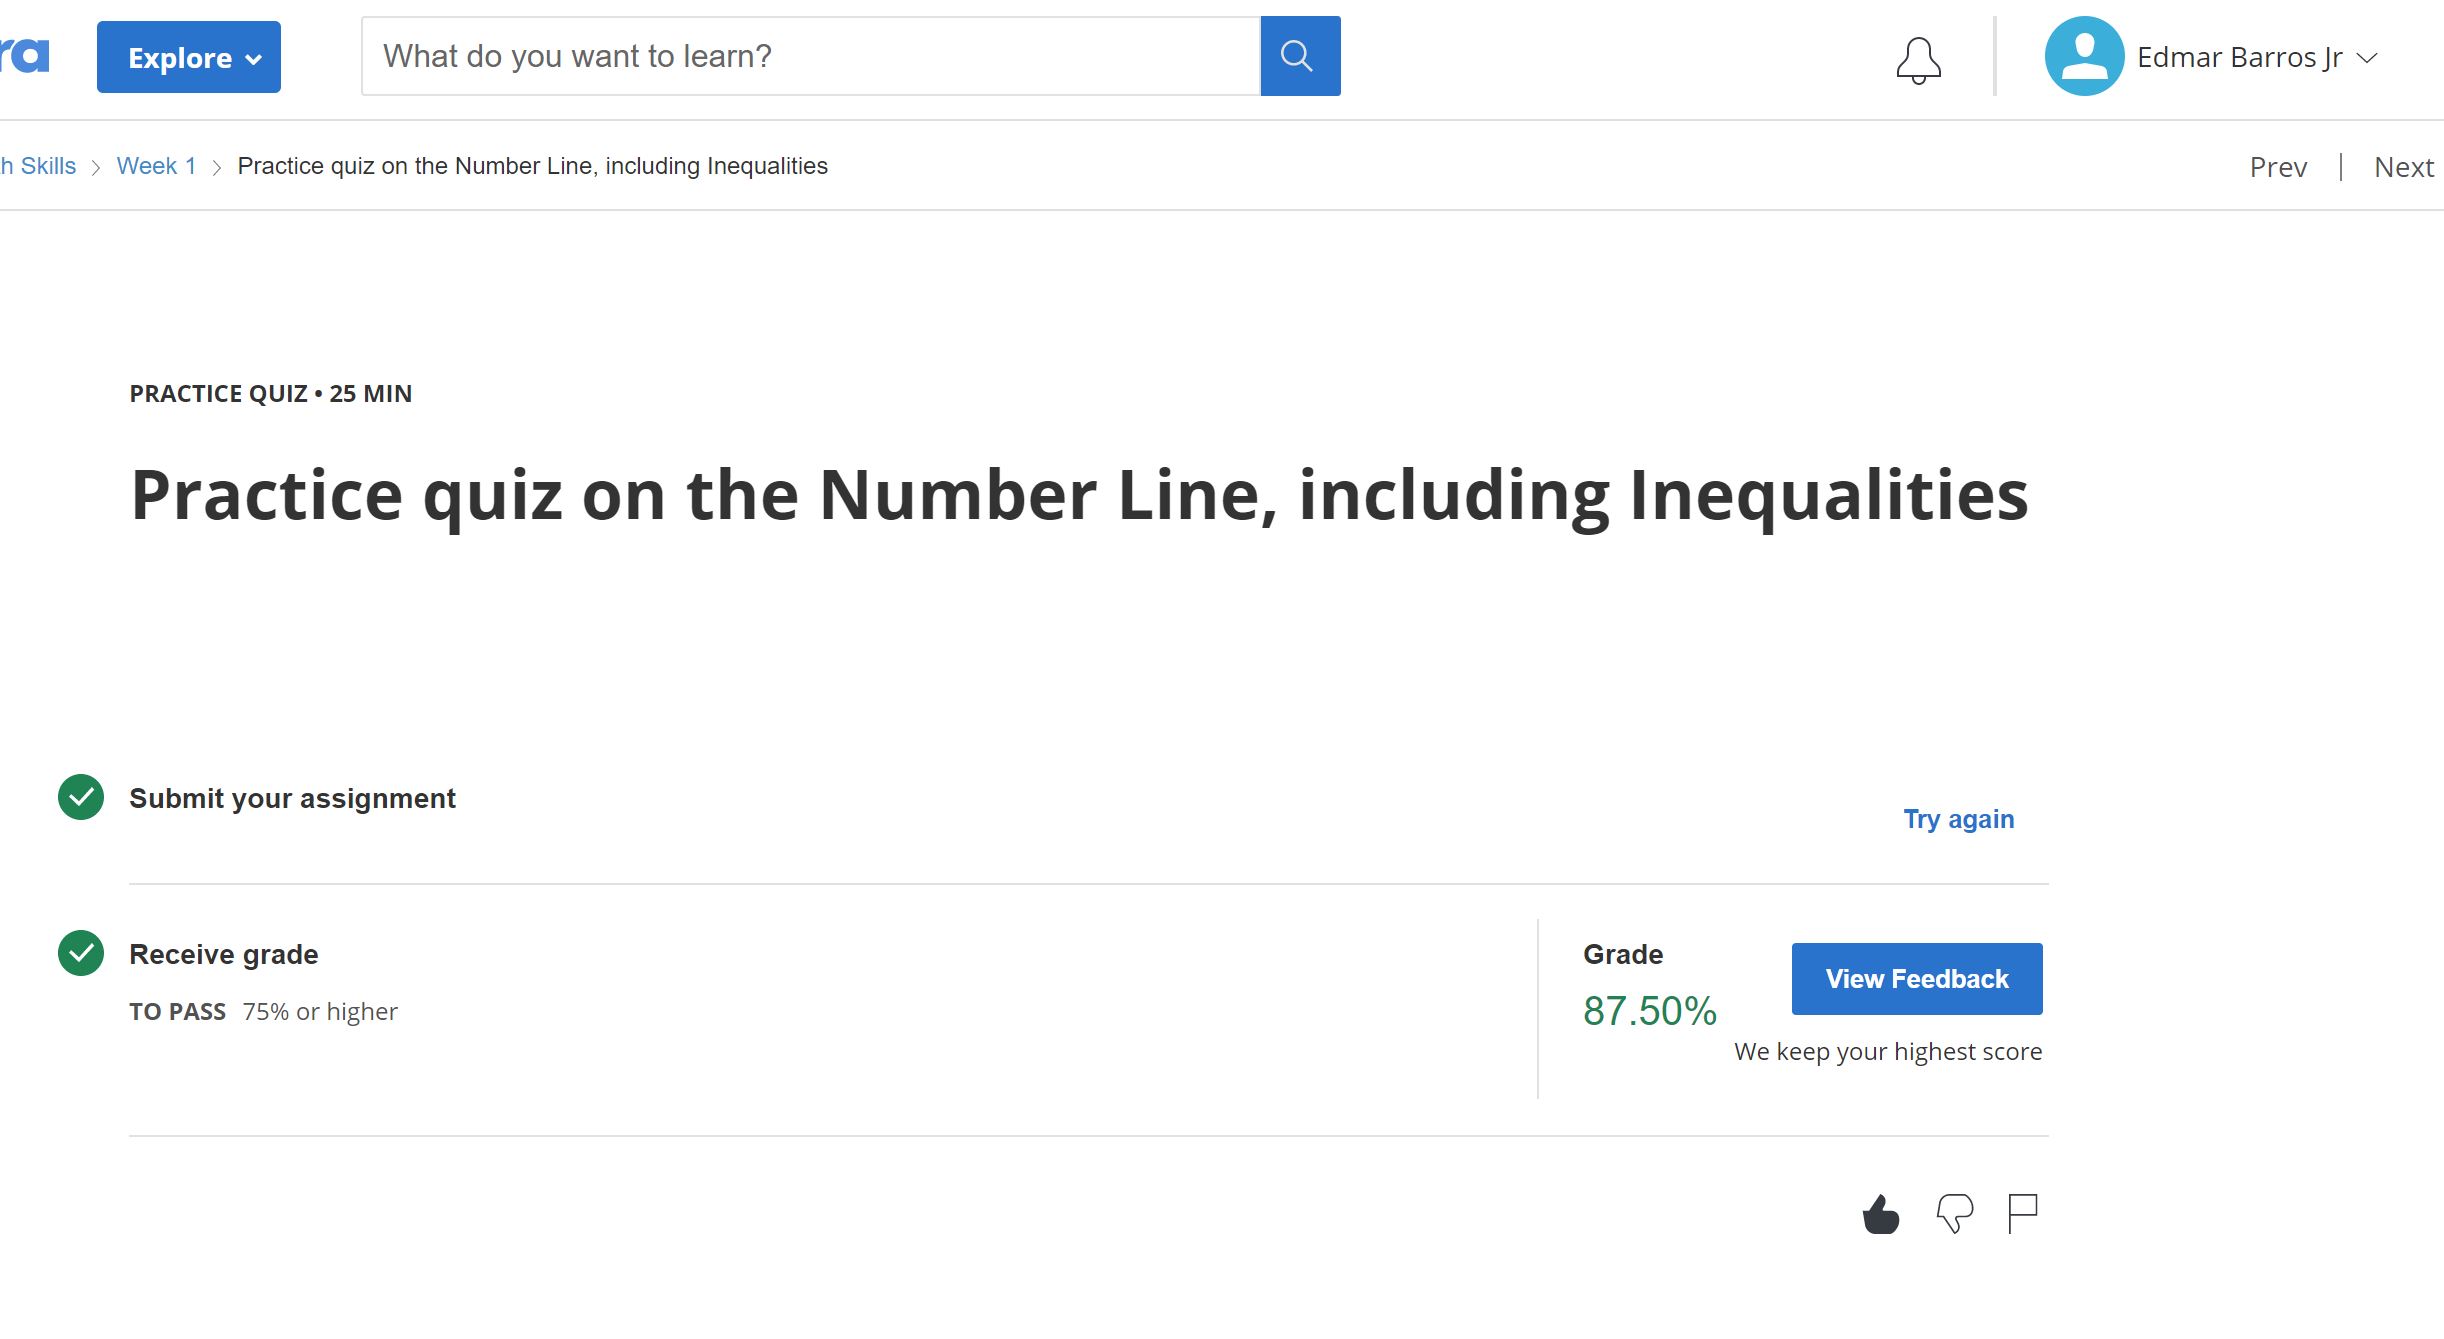 ra
Explore
What do you want to learn?
Edmar Barros Jr
h Skills > Week 1 > Practice quiz on the Number Line, including Inequalities
Prev | Next
PRACTICE QUIZ • 25 MIN
Practice quiz on the Number Line, including Inequalities
Submit your assignment
Try again
Receive grade
TO PASS 75% or higher
Grade
87.50%
View Feedback
We keep your highest score